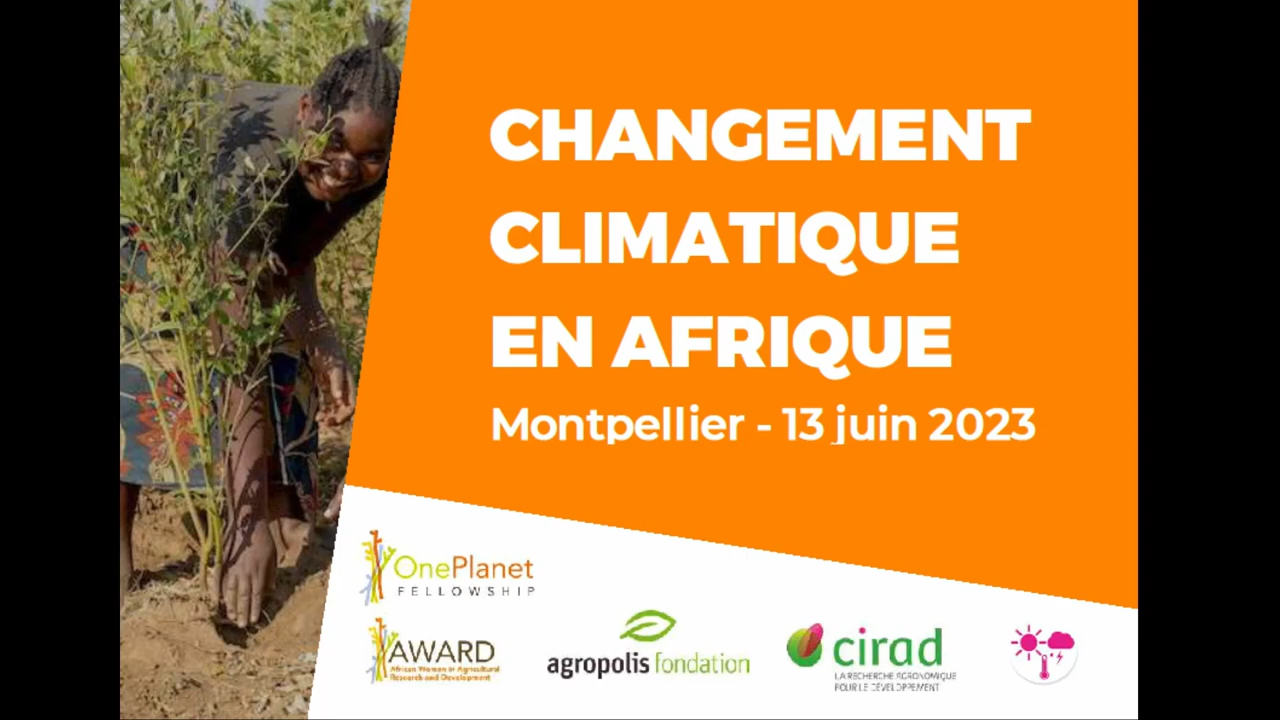 CHANGEMENT
CLIMATIQUE
EN AFRIQUE
Montpellier - 13 juin 2023
OnePlanet
FELLOWSHIP
AWARD
African Women in Agricultural
Research and Development
agropolis fondation
cirad
LA RECHERCHE AGRONOMIQUE
POUR LE DÉVELOPPEMENT